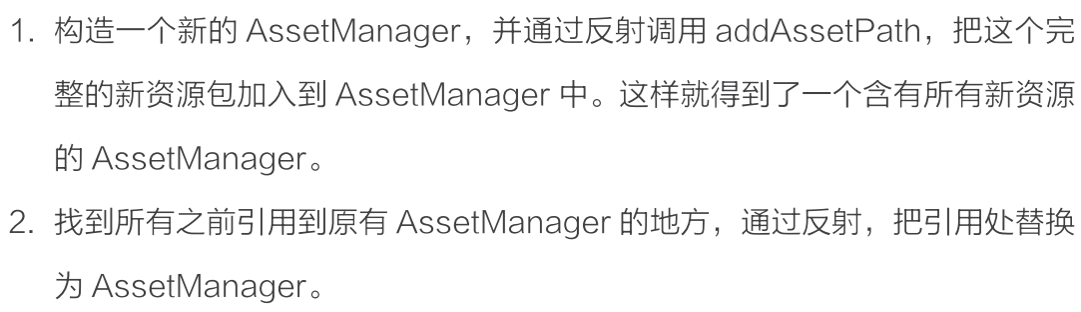 1. 构造一个新的 AssetManager，并通过反射调用 addAssetPath，把这个完
整的新资源包加入到 AssetManager 中。这样就得到了一个含有所有新资源
的 AssetManager。
2. 找到所有之前引用到原有 AssetManager 的地方，通过反射，把引用处替换
为 AssetManager。